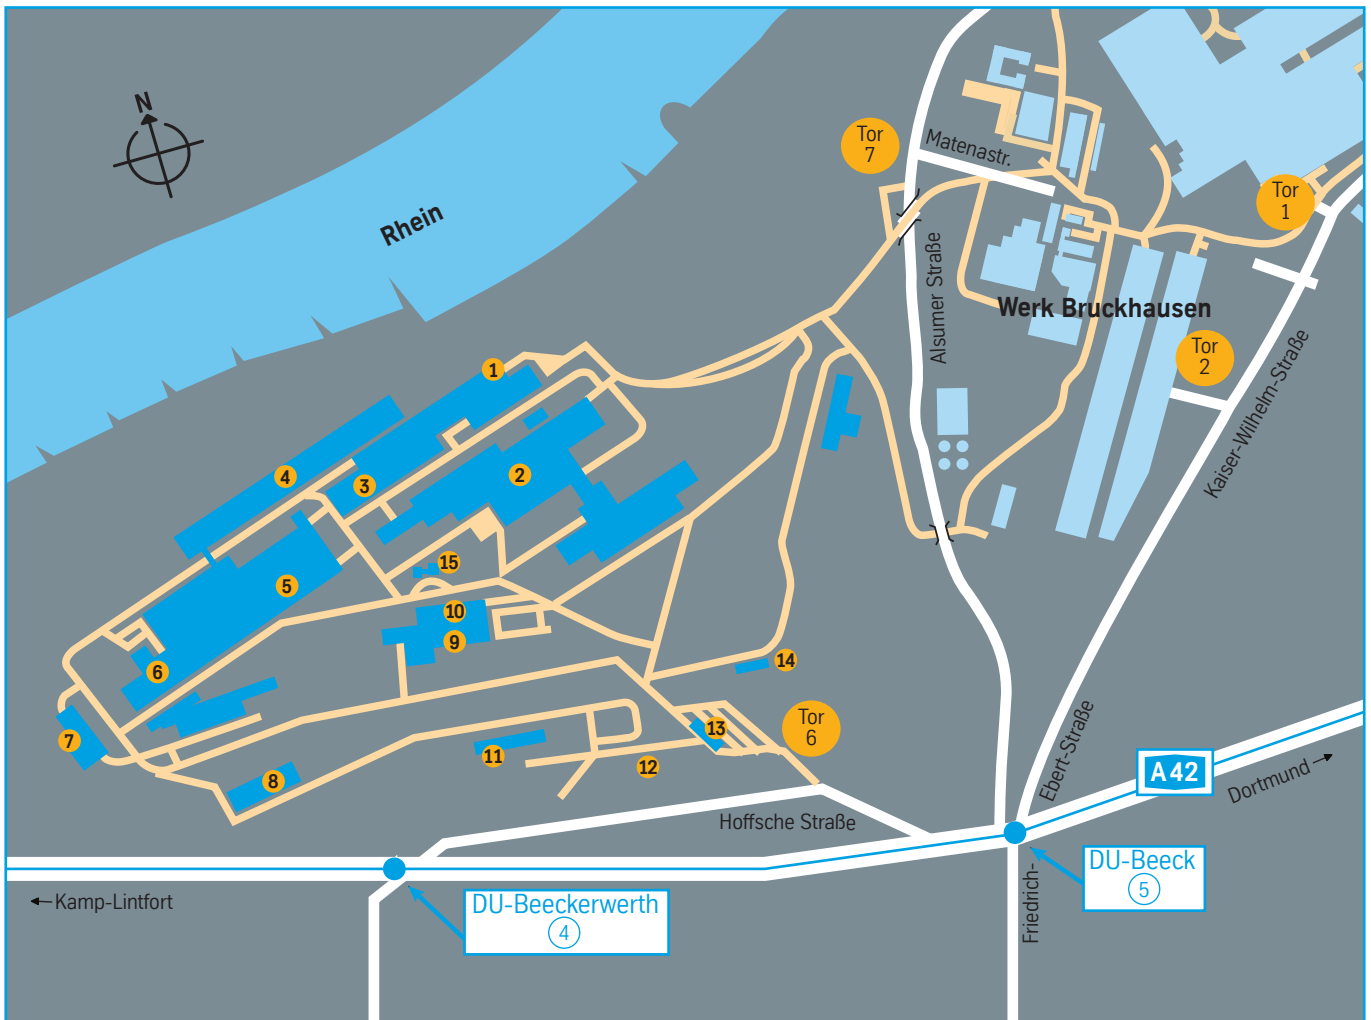 N
Rhein
Tor
7
Matenastr.
Tor
1
Alsumer Straße
Werk Bruckhausen
Tor
2
Kaiser-Wilhelm-Straße
1
2
3
4
5
6
7
8
9
10
11
12
13
14
15
Tor
6
Hoffsche Straße
Friedrich-
Ebert-Straße
A 42
Dortmund
Kamp-Lintfort
DU-Beeckerwerth
4
DU-Beeck
5